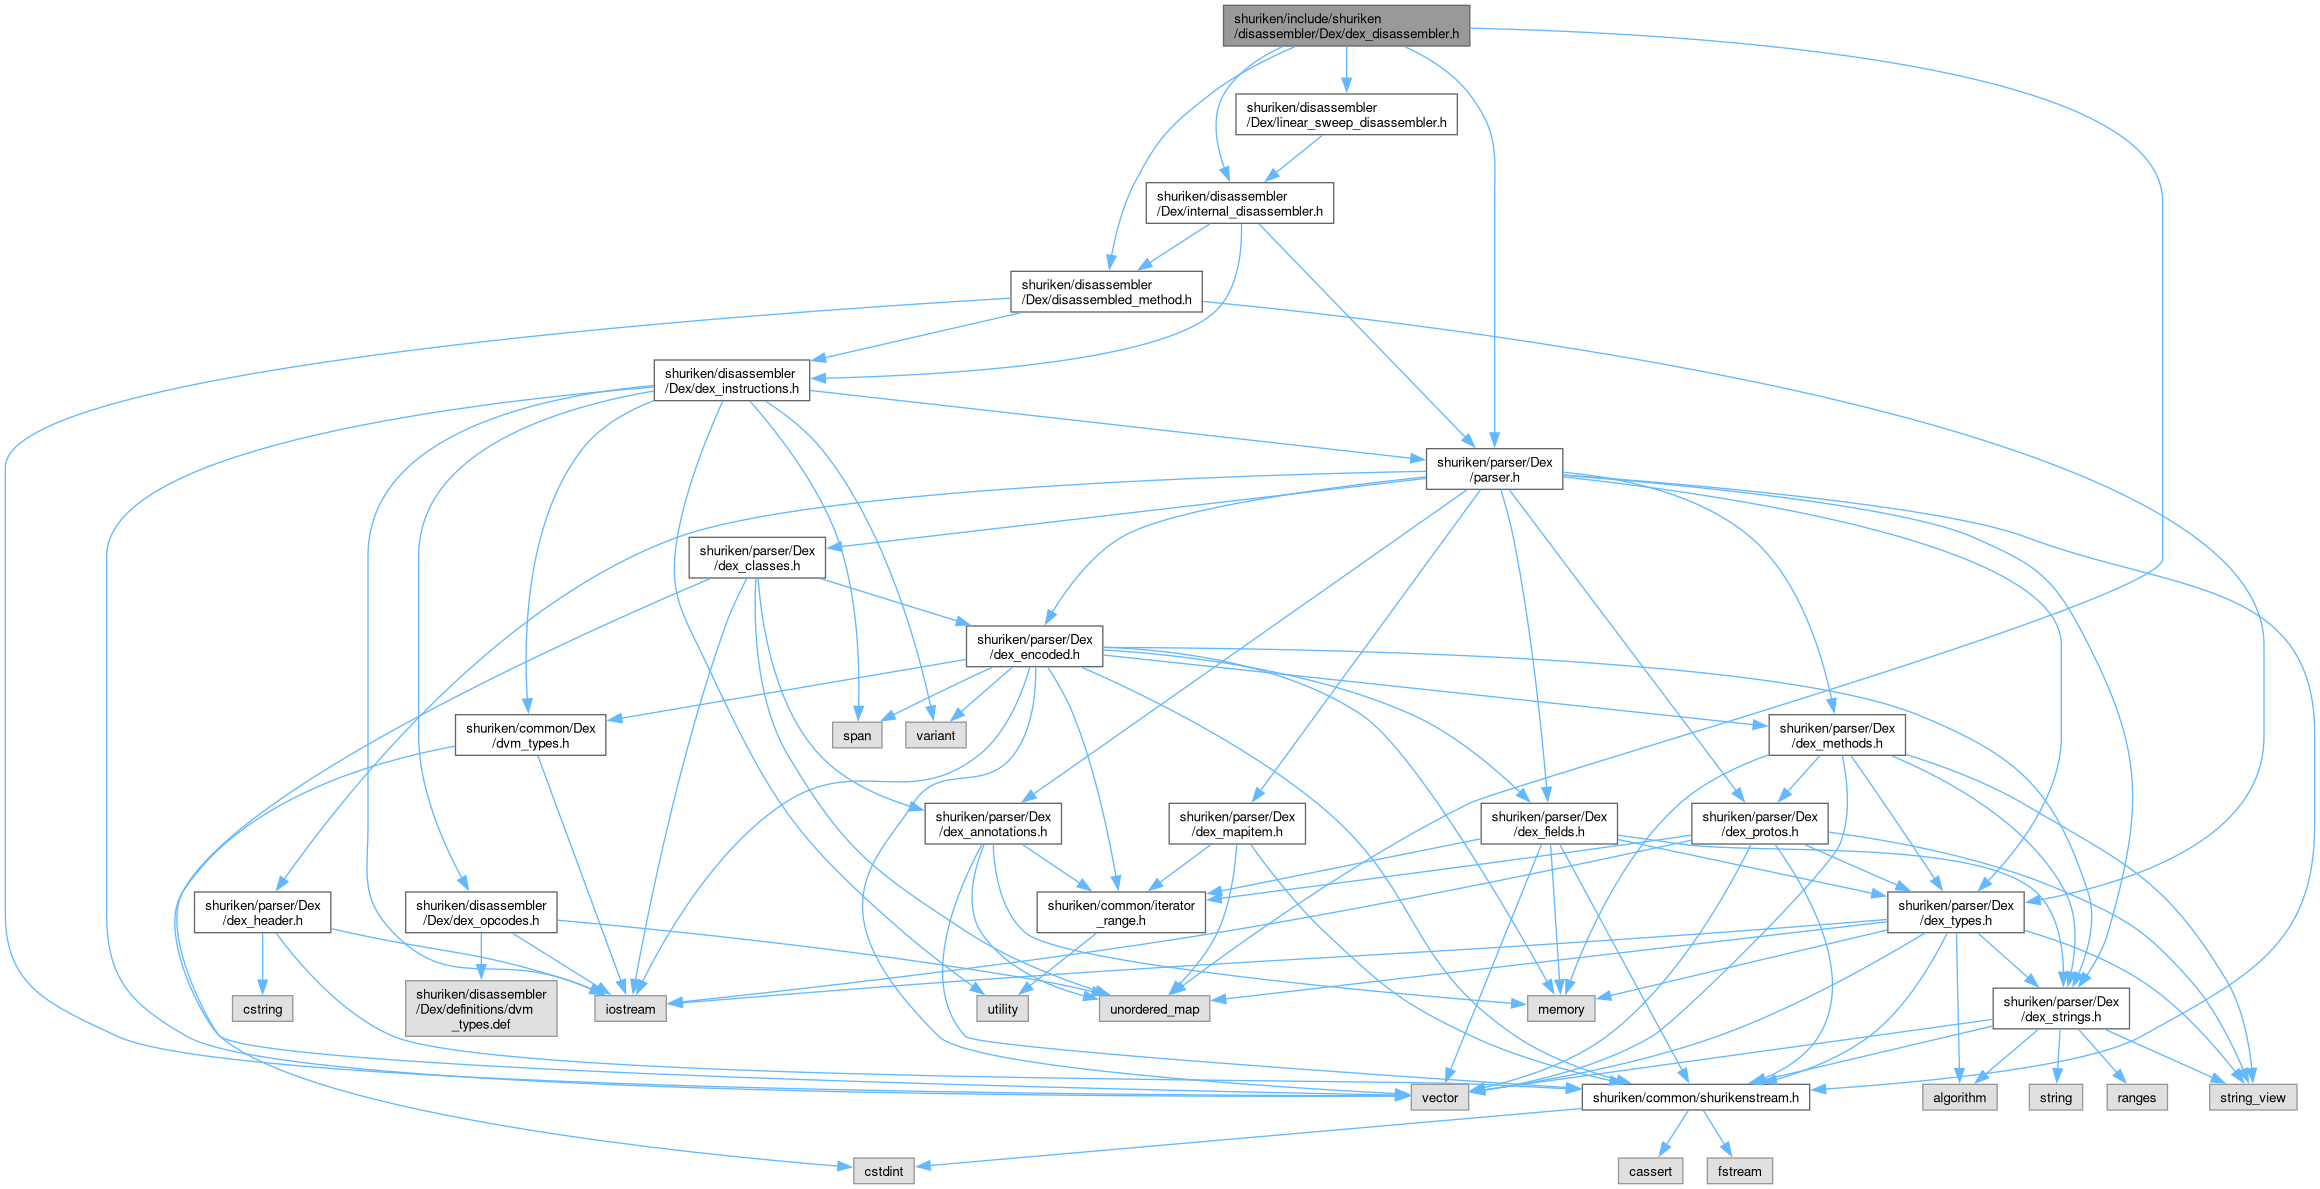 shuriken/include/shuriken
/disassembler/Dex/dex_disassembler.h
shuriken/disassembler
/Dex/linear_sweep_disassembler.h
shuriken/disassembler
/Dex/internal_disassembler.h
shuriken/disassembler
/Dex/disassembled_method.h
shuriken/disassembler
/Dex/dex_instructions.h
shuriken/parser/Dex
/parser.h
shuriken/parser/Dex
/dex_classes.h
shuriken/parser/Dex
/dex_encoded.h
shuriken/common/Dex
/dvm_types.h
span
variant
shuriken/parser/Dex
/dex_methods.h
shuriken/parser/Dex
/dex_annotations.h
shuriken/parser/Dex
/dex_mapitem.h
shuriken/parser/Dex
/dex_fields.h
shuriken/parser/Dex
/dex_protos.h
shuriken/parser/Dex
/dex_header.h
shuriken/disassembler
/Dex/dex_opcodes.h
shuriken/common/iterator
_range.h
shuriken/parser/Dex
/dex_types.h
cstring
shuriken/disassembler
/Dex/definitions/dvm
_types.def
iostream
utility
unordered_map
memory
shuriken/parser/Dex
/dex_strings.h
vector
shuriken/common/shurikenstream.h
algorithm
string
ranges
string_view
cstdint
cassert
fstream